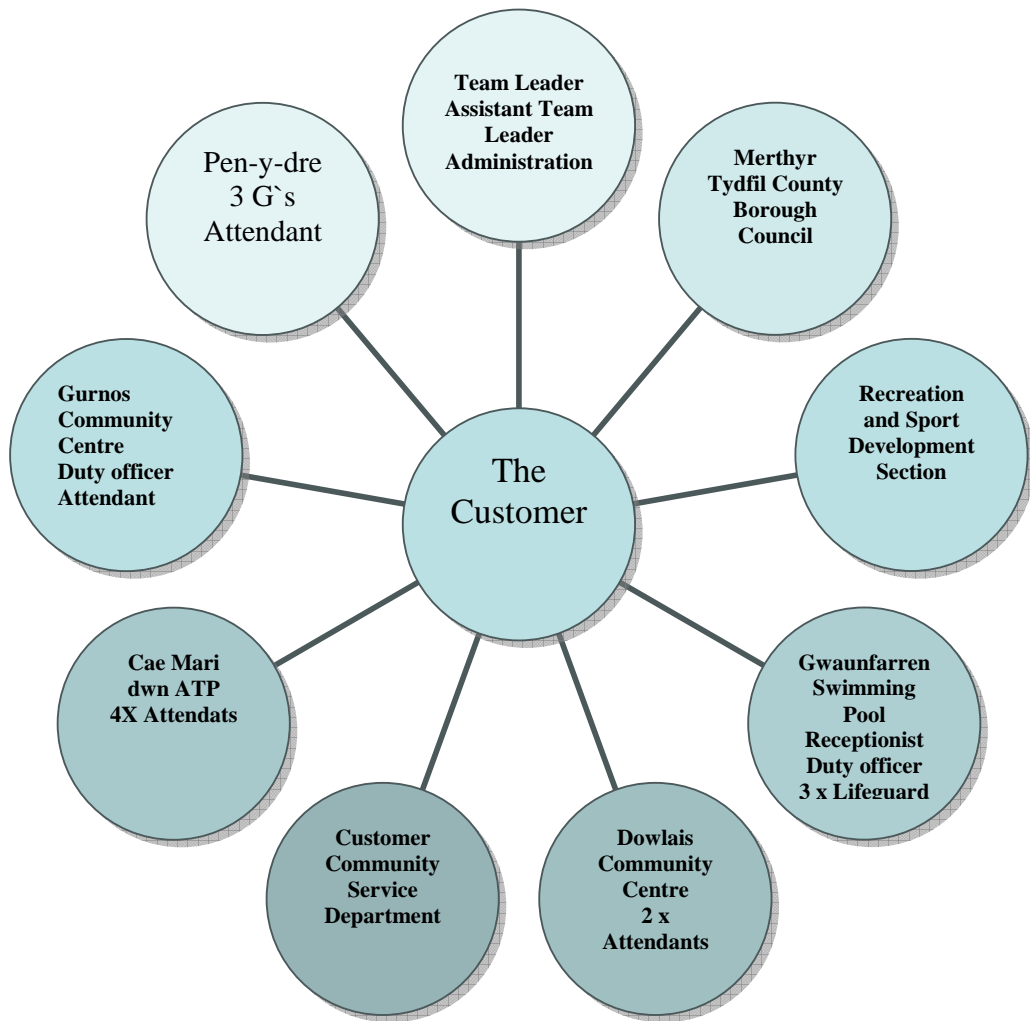 Team Leader
Assistant Team
Leader
Administration
Pen-y-dre
3 G`s
Attendant
Merthyr
Tydfil County
Borough
Council
Gurnos
Community
Centre
Duty officer
Attendant
Recreation
and Sport
Development
Section
The
Customer
Cae Mari
dwn ATP
4X Attendats
Gwaunfarren
Swimming
Pool
Receptionist
Duty officer
3 x Lifeguard
Customer
Community
Service
Department
Dowlais
Community
Centre
2 x
Attendants